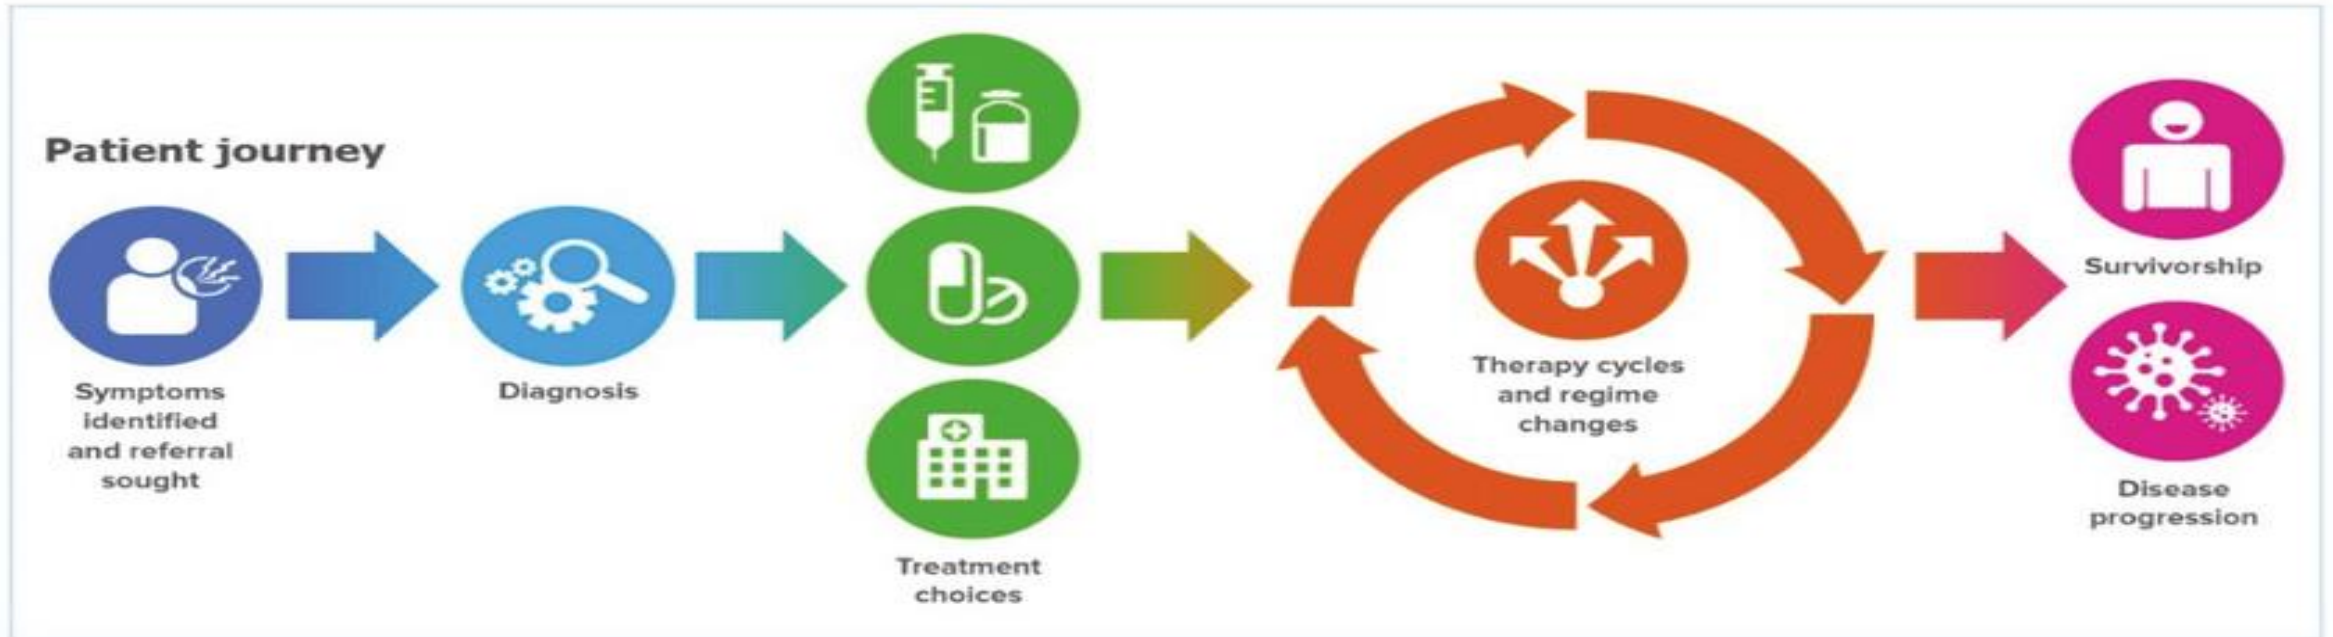 Patient journey
Symptoms
identified
and referral
sought
Diagnosis
Treatment
choices
Therapy cycles
and regime
changes
Survivorship
Disease
progression